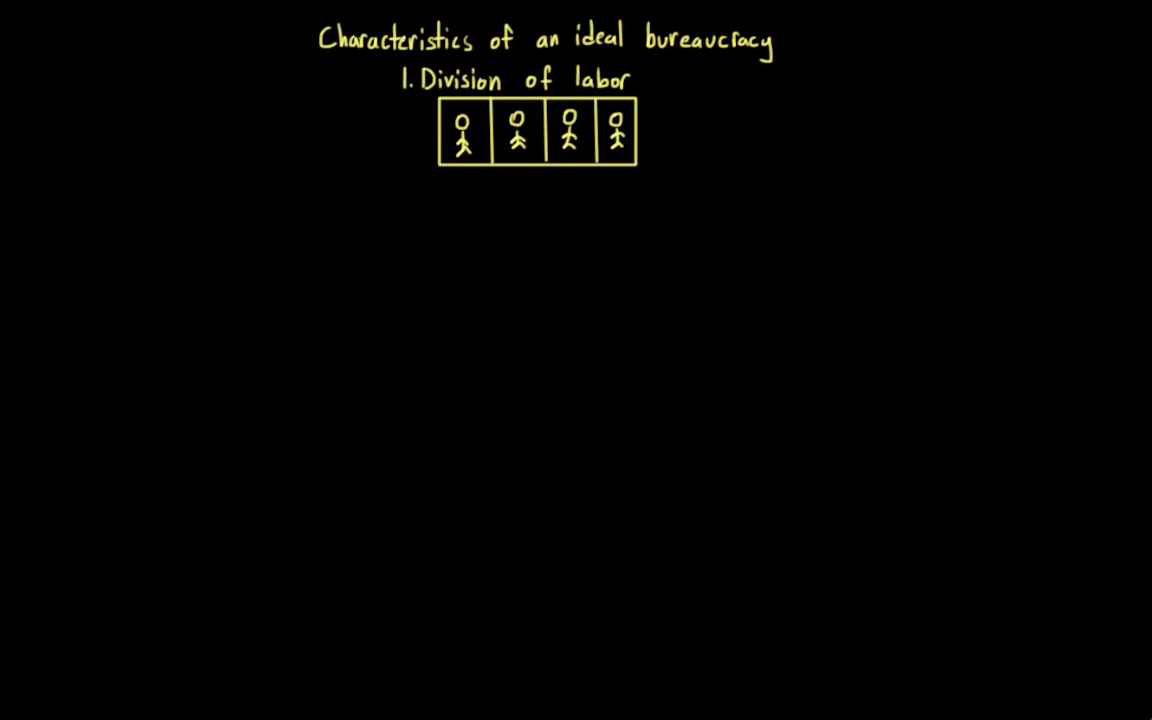 Characteristics of an ideal bureaucracy
1. Division of labor